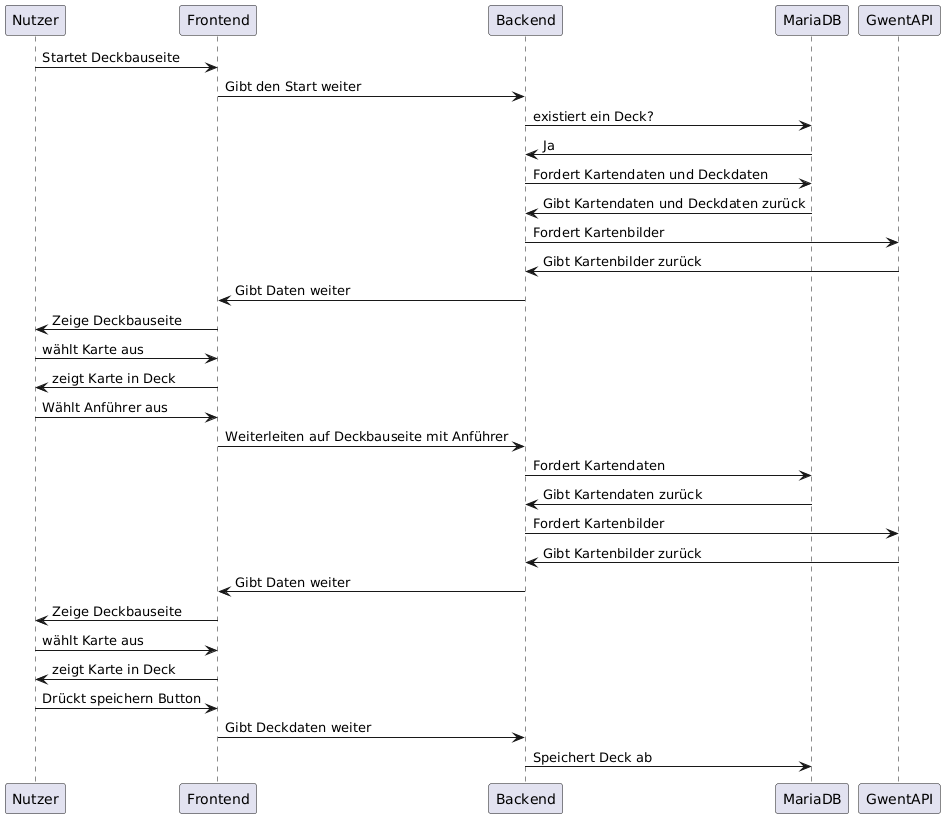 Nutzer Frontend Backend MariaDB GwentAPI
Startet Deckbauseite
Gibt den Start weiter
existiert ein Deck?
Ja
Fordert Kartendaten und Deckdaten
Gibt Kartendaten und Deckdaten zurück
Fordert Kartenbilder
Gibt Kartenbilder zurück
Gibt Daten weiter
Zeige Deckbauseite
wählt Karte aus
zeigt Karte in Deck
Wählt Anführer aus
Weiterleiten auf Deckbauseite mit Anführer
Fordert Kartendaten
Gibt Kartendaten zurück
Fordert Kartenbilder
Gibt Kartenbilder zurück
Gibt Daten weiter
Zeige Deckbauseite
wählt Karte aus
zeigt Karte in Deck
Drückt speichern Button
Gibt Deckdaten weiter
Speichert Deck ab
Nutzer Frontend Backend MariaDB GwentAPI